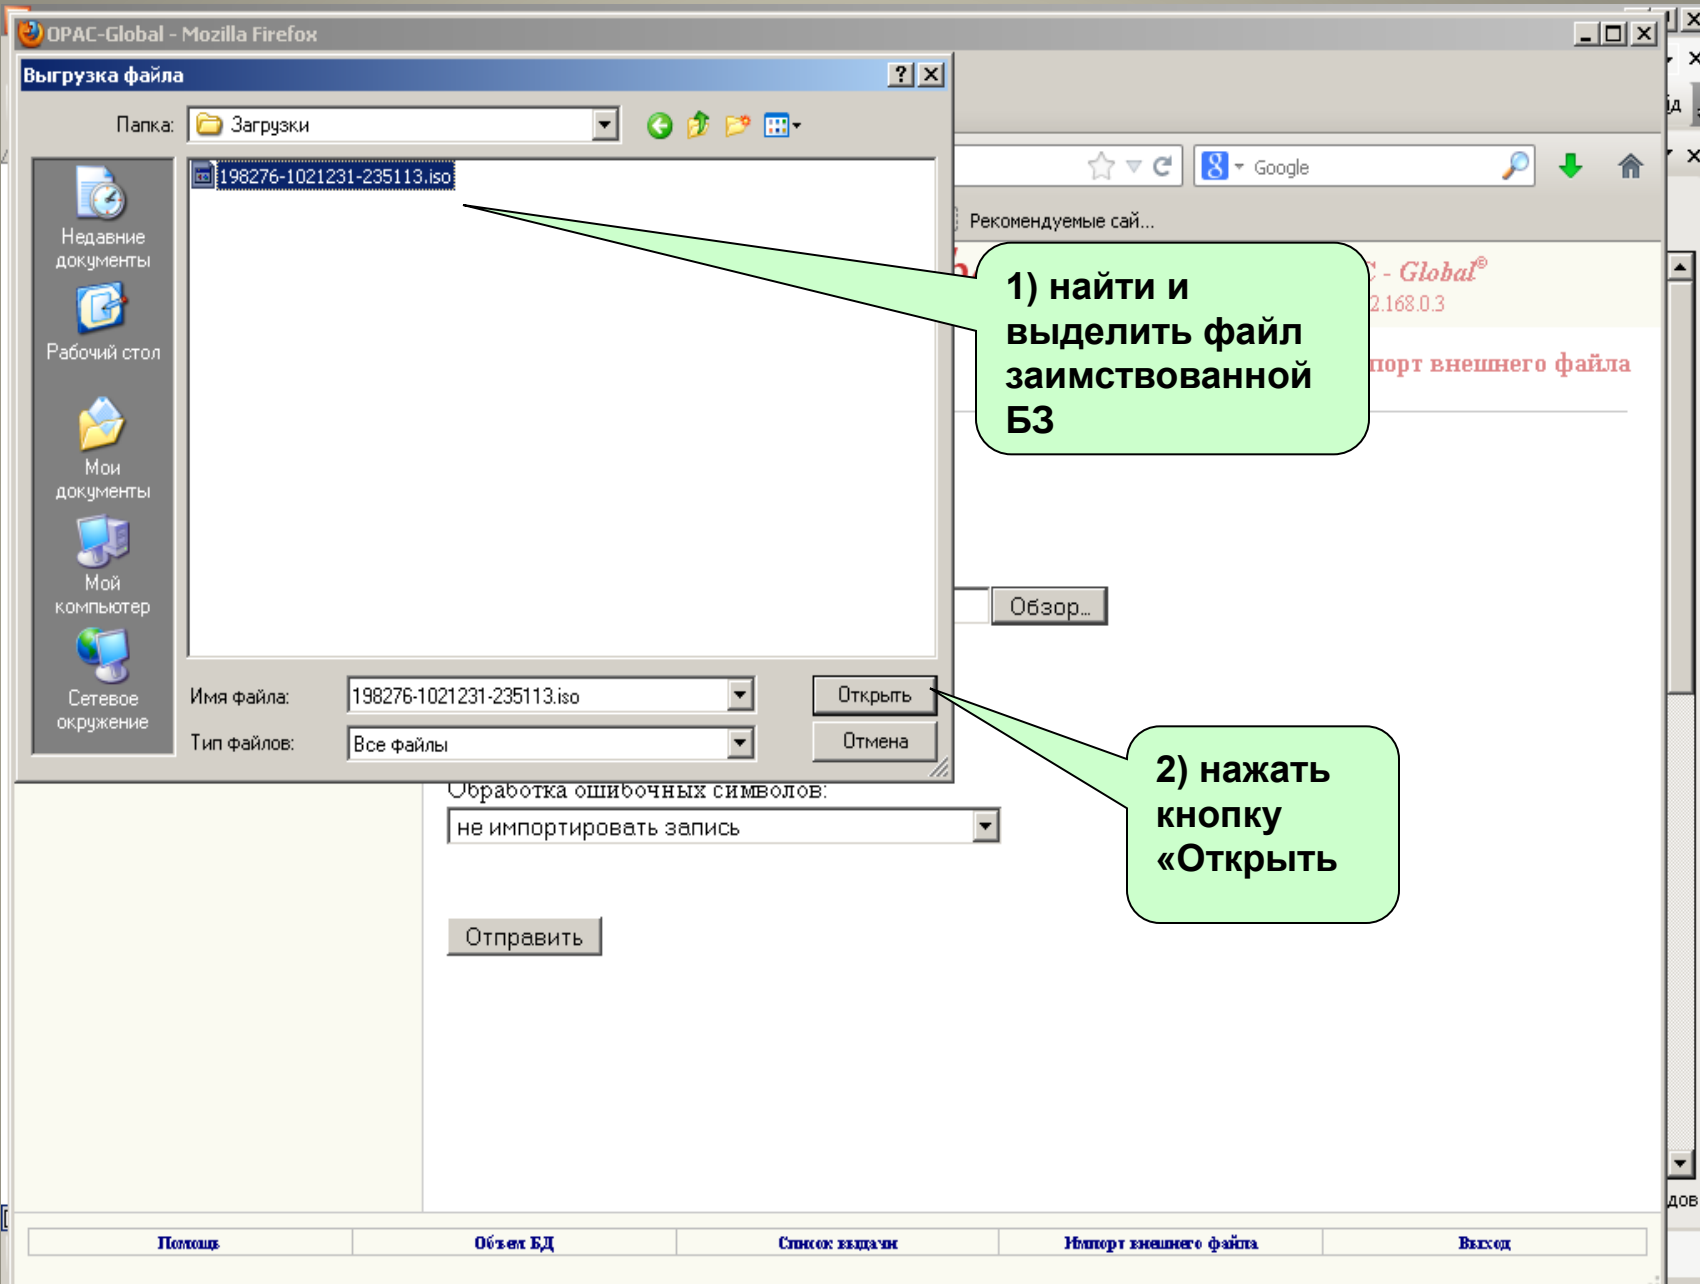 OPAC-Global - Mozilla Firefox
Выгрузка файла
Папка:
Загрузки
198276-1021231-235113.iso
Google
Рекомендуемые сай...
Недавние
документы
Рабочий стол
Мои
документы
Мой
компьютер
Сетевое
окружение
1) найти и
выделить файл
заимствованной
БЗ
- Global©
2.168.0.3
порт внешнего файла
Обзор...
Имя файла:
198276-1021231-235113.iso
Открыть
Тип файлов:
Все файлы
Отмена
2) нажать
кнопку
«Открыть
Обработка ошибочных символов:
не импортировать запись
Отправить
дов
Помощь
Объем БД
Список выдачи
Импорт внешнего файла
Выход